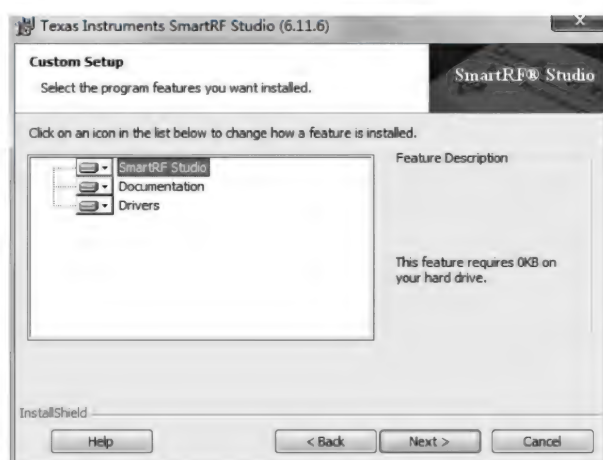 Texas Instruments SmartRF Studio (6.11.6)
Custom Setup
Select the program features you want installed.
SmartRF® Studio
Click on an icon in the list below to change how a feature is installed.
SmartRF Studio
Documentation
Drivers
Feature Description
This feature requires 0KB on
your hard drive.
InstallShield
Help
< Back
Next >
Cancel